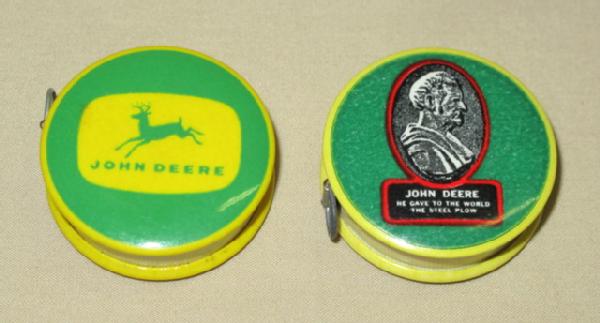 JOHN DEERE
JOHN DEERE
HE GAVE TO THE WORLD
THE STEEL PLOW